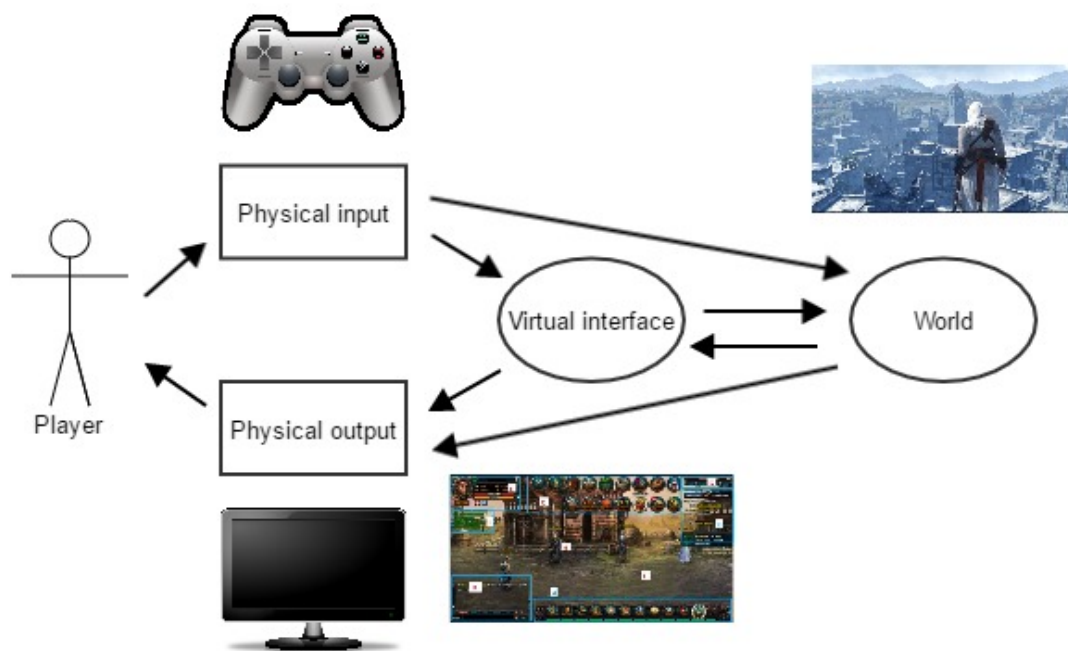 Physical input
Virtual interface
World
Player
Physical output